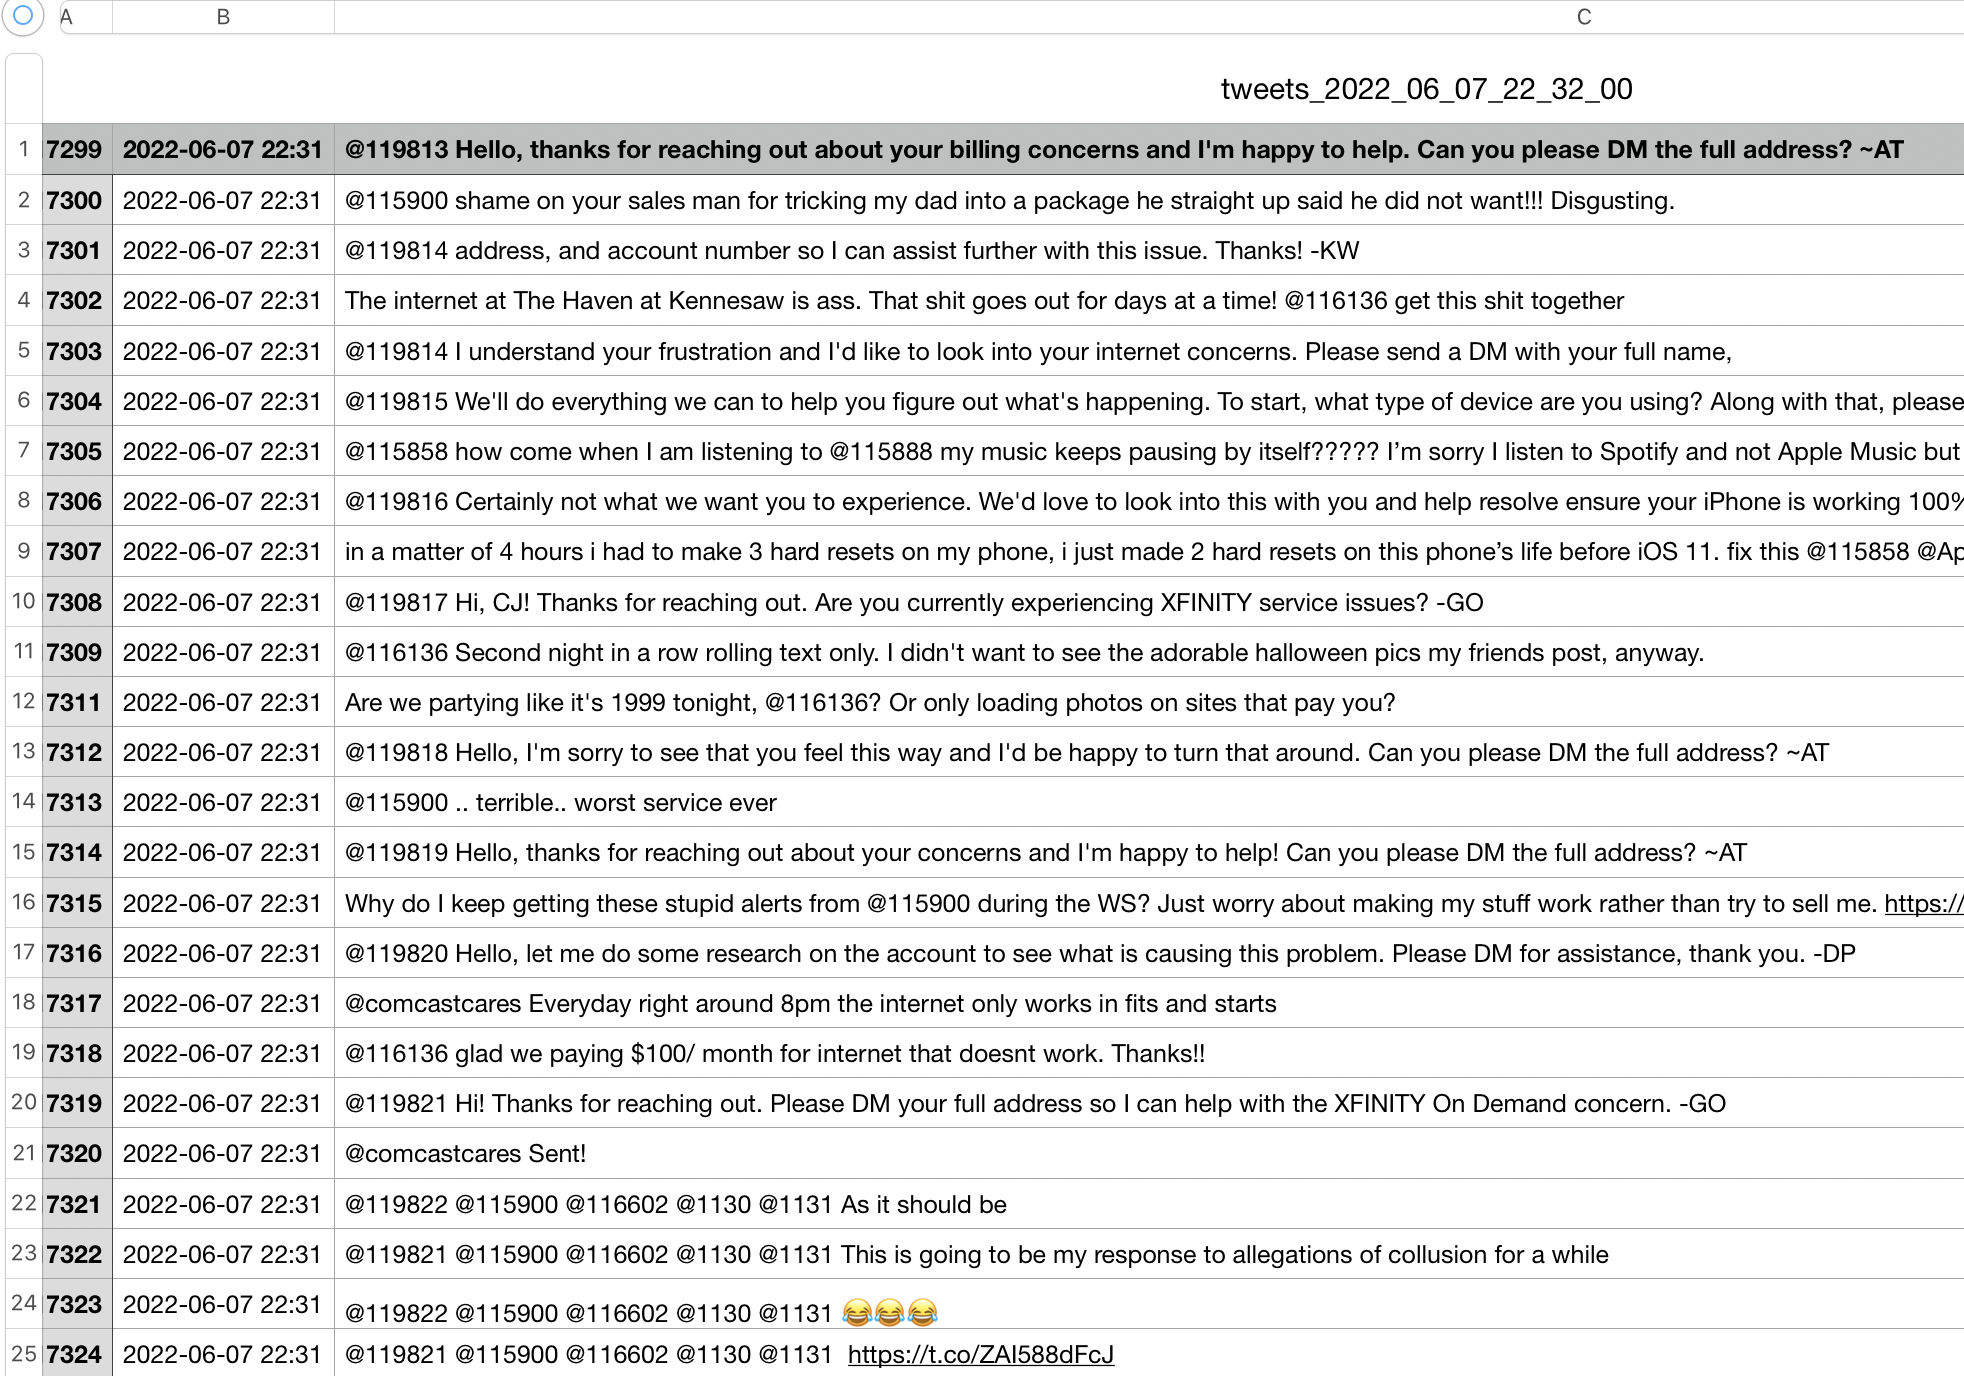 A B C
tweets_2022_06_07_22_32_00
1 7299 2022-06-07 22:31 @119813 Hello, thanks for reaching out about your billing concerns and I'm happy to help. Can you please DM the full address? ~AT
2 7300 2022-06-07 22:31 @115900 shame on your sales man for tricking my dad into a package he straight up said he did not want!!! Disgusting.
3 7301 2022-06-07 22:31 @119814 address, and account number so I can assist further with this issue. Thanks! -KW
4 7302 2022-06-07 22:31 The internet at The Haven at Kennesaw is ass. That shit goes out for days at a time! @116136 get this shit together
5 7303 2022-06-07 22:31 @119814 I understand your frustration and I'd like to look into your internet concerns. Please send a DM with your full name,
6 7304 2022-06-07 22:31 @119815 We'll do everything we can to help you figure out what's happening. To start, what type of device are you using? Along with that, please
7 7305 2022-06-07 22:31 @115858 how come when I am listening to @115888 my music keeps pausing by itself????? I’m sorry I listen to Spotify and not Apple Music but
8 7306 2022-06-07 22:31 @119816 Certainly not what we want you to experience. We'd love to look into this with you and help resolve ensure your iPhone is working 100%
9 7307 2022-06-07 22:31 in a matter of 4 hours i had to make 3 hard resets on my phone, i just made 2 hard resets on this phone’s life before iOS 11. fix this @115858 @Ap
10 7308 2022-06-07 22:31 @119817 Hi, CJ! Thanks for reaching out. Are you currently experiencing XFINITY service issues? -GO
11 7309 2022-06-07 22:31 @116136 Second night in a row rolling text only. I didn't want to see the adorable halloween pics my friends post, anyway.
12 7311 2022-06-07 22:31 Are we partying like it's 1999 tonight, @116136? Or only loading photos on sites that pay you?
13 7312 2022-06-07 22:31 @119818 Hello, I'm sorry to see that you feel this way and I'd be happy to turn that around. Can you please DM the full address? ~AT
14 7313 2022-06-07 22:31 @115900 .. terrible.. worst service ever
15 7314 2022-06-07 22:31 @119819 Hello, thanks for reaching out about your concerns and I'm happy to help! Can you please DM the full address? ~AT
16 7315 2022-06-07 22:31 Why do I keep getting these stupid alerts from @115900 during the WS? Just worry about making my stuff work rather than try to sell me. https://
17 7316 2022-06-07 22:31 @119820 Hello, let me do some research on the account to see what is causing this problem. Please DM for assistance, thank you. -DP
18 7317 2022-06-07 22:31 @comcastcares Everyday right around 8pm the internet only works in fits and starts
19 7318 2022-06-07 22:31 @116136 glad we paying $100/ month for internet that doesnt work. Thanks!!
20 7319 2022-06-07 22:31 @119821 Hi! Thanks for reaching out. Please DM your full address so I can help with the XFINITY On Demand concern. -GO
21 7320 2022-06-07 22:31 @comcastcares Sent!
22 7321 2022-06-07 22:31 @119822 @115900 @116602 @1130 @1131 As it should be
23 7322 2022-06-07 22:31 @119821 @115900 @116602 @1130 @1131 This is going to be my response to allegations of collusion for a while
24 7323 2022-06-07 22:31 @119822 @115900 @116602 @1130 @1131 😂😂😂
25 7324 2022-06-07 22:31 @119821 @115900 @116602 @1130 @1131 https://t.co/ZAI588dFcJ